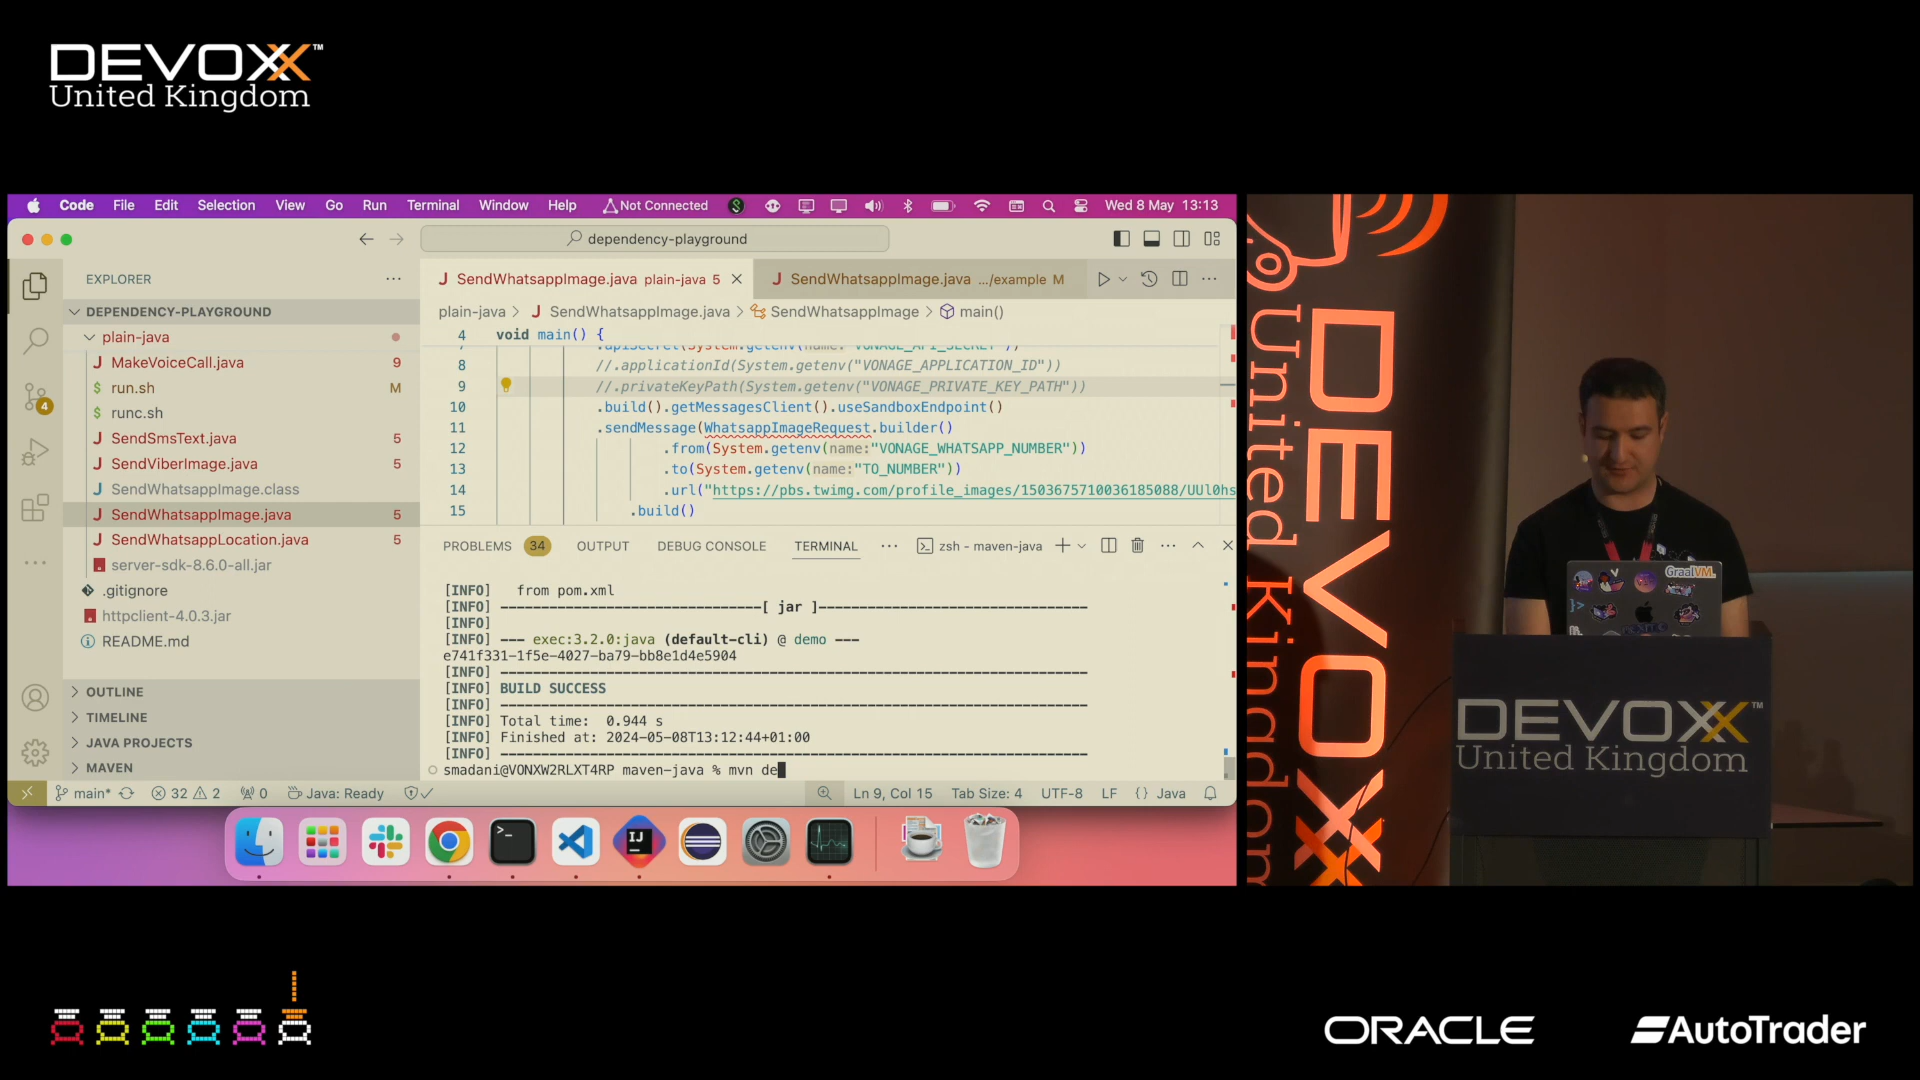 DEVOXX™
United Kingdom
Code File Edit Selection View Go Run Terminal Window Help Not Connected Wed 8 May 13:13
dependency-playground
EXPLORER
DEPENDENCY-PLAYGROUND
plain-java
MakeVoiceCall.java 9
run.sh M
runc.sh
SendSmsText.java 5
SendViberImage.java 5
SendWhatsappImage.class
SendWhatsappImage.java 5
SendWhatsappLocation.java 5
server-sdk-8.6.0-all.jar
.gitignore
httpclient-4.0.3.jar
README.md
OUTLINE
TIMELINE
JAVA PROJECTS
MAVEN
4
SendWhatsappImage.java plain-java 5
SendWhatsappImage.java .../example M
plain-java > SendWhatsappImage.java > SendWhatsappImage > main()
4 void main() {
.apiSecret(System.getenv(name: "VONAGE_API_SECRET"))
8 //.applicationId(System.getenv("VONAGE_APPLICATION_ID"))
9 //.privateKeyPath(System.getenv("VONAGE_PRIVATE_KEY_PATH"))
10 .build().getMessagesClient().useSandboxEndpoint()
11 .sendMessage(WhatsappImageRequest.builder()
12 .from(System.getenv(name:"VONAGE_WHATSAPP_NUMBER"))
13 .to(System.getenv(name:"TO_NUMBER"))
14 .url("https://pbs.twimg.com/profile_images/1503675710036185088/UUl0hs
15 .build()
PROBLEMS 34 OUTPUT DEBUG CONSOLE TERMINAL zsh - maven-java
[INFO] from pom.xml
[INFO] --------------------------------[ jar ]---------------------------------
[INFO]
[INFO] --- exec:3.2.0:java (default-cli) @ demo ---
e741f331-1f5e-4027-ba79-bb8e1d4e5904
[INFO] ------------------------------------------------------------------------
[INFO] BUILD SUCCESS
[INFO] ------------------------------------------------------------------------
[INFO] Total time: 0.944 s
[INFO] Finished at: 2024-05-08T13:12:44+01:00
[INFO] ------------------------------------------------------------------------
smadani@VONXW2RLXT4RP maven-java % mvn de
main* 32 2 0 Java: Ready Ln 9, Col 15 Tab Size: 4 UTF-8 LF {} Java
IJ
DEVOXX
United Kingdom
GraalVM.
DEVOXX™
United Kingdom
ORACLE
AutoTrader